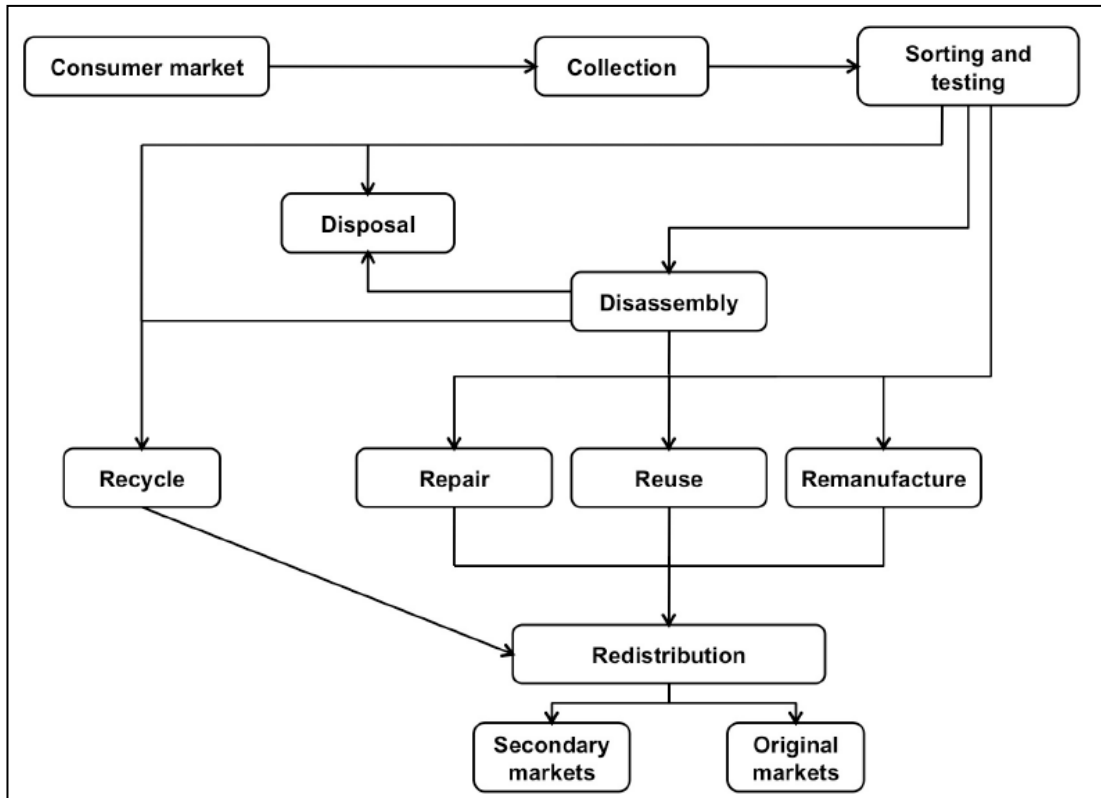 Consumer market
Collection
Sorting and
testing
Disposal
Disassembly
Recycle
Repair
Reuse
Remanufacture
Redistribution
Secondary
markets
Original
markets